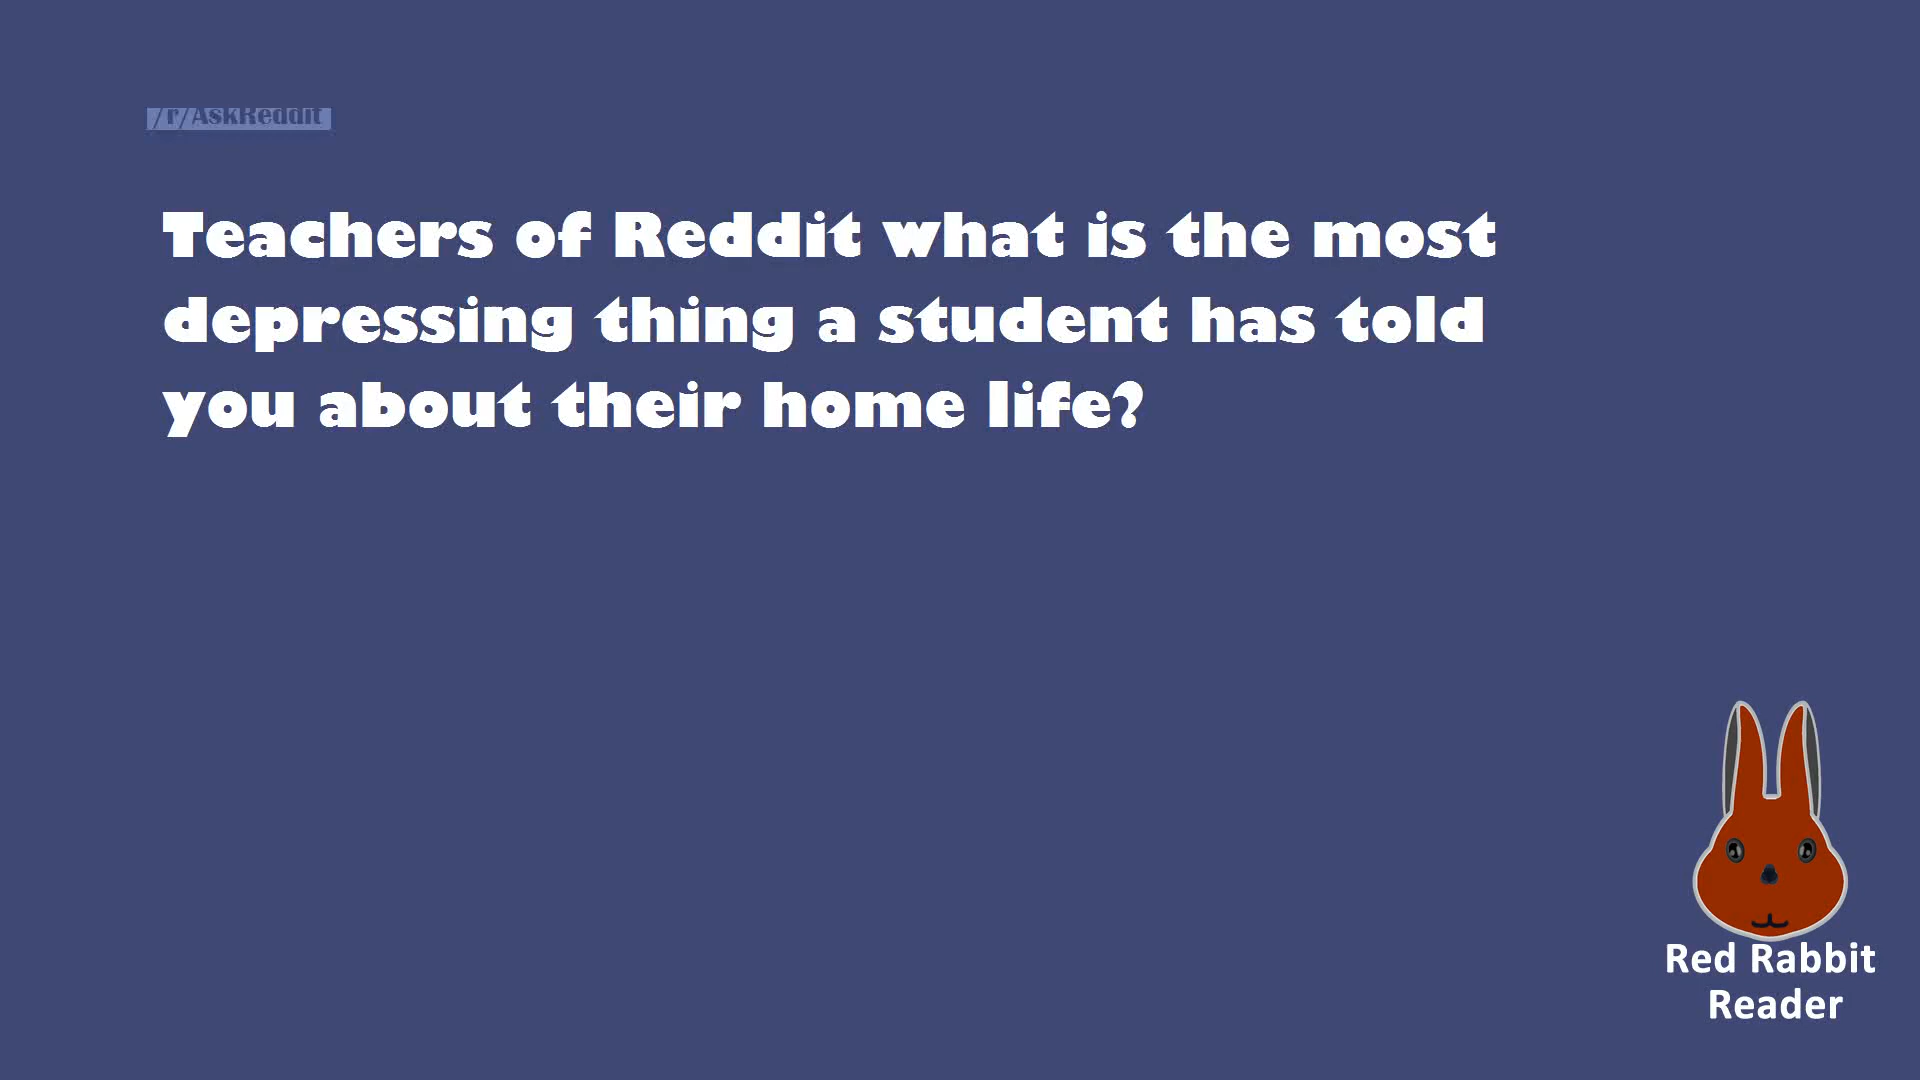 /r/AskReddit
Teachers of Reddit what is the most
depressing thing a student has told
you about their home life?
Red Rabbit
Reader